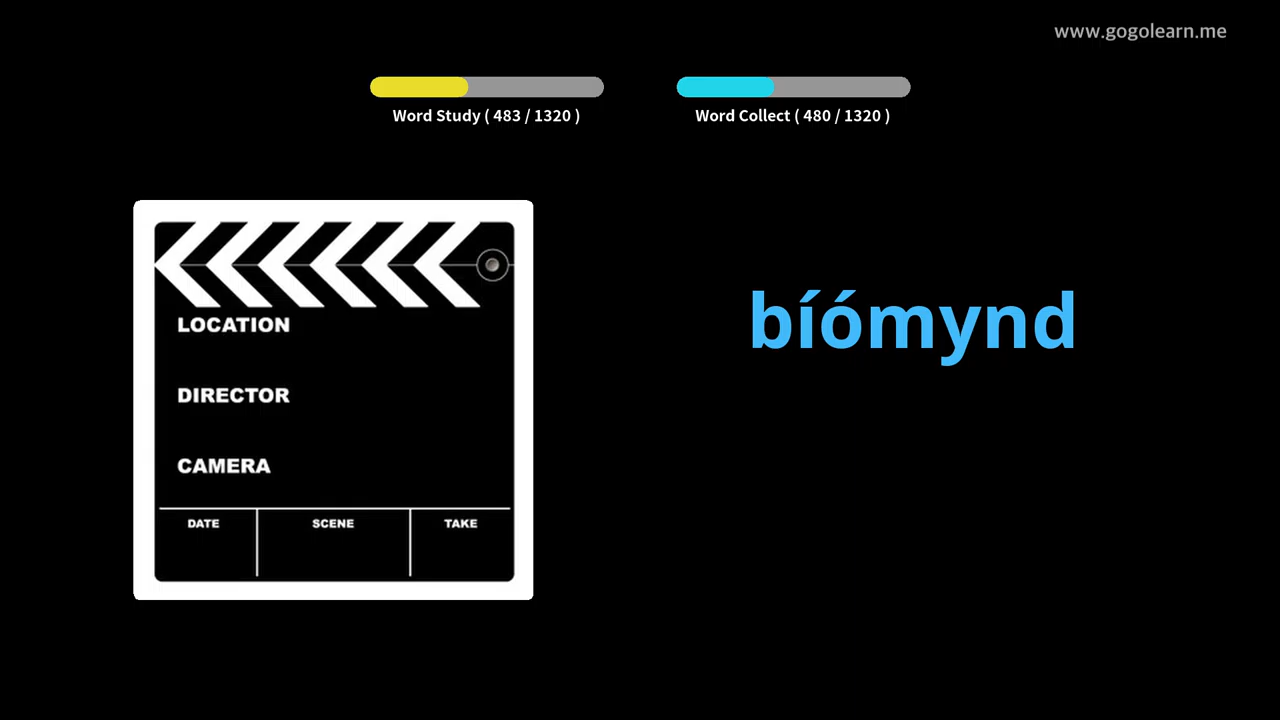 www.gogolearn.me
Word Study ( 483 / 1320 )
Word Collect ( 480 / 1320 )
LOCATION
DIRECTOR
CAMERA
DATE
SCENE
TAKE
bíómynd